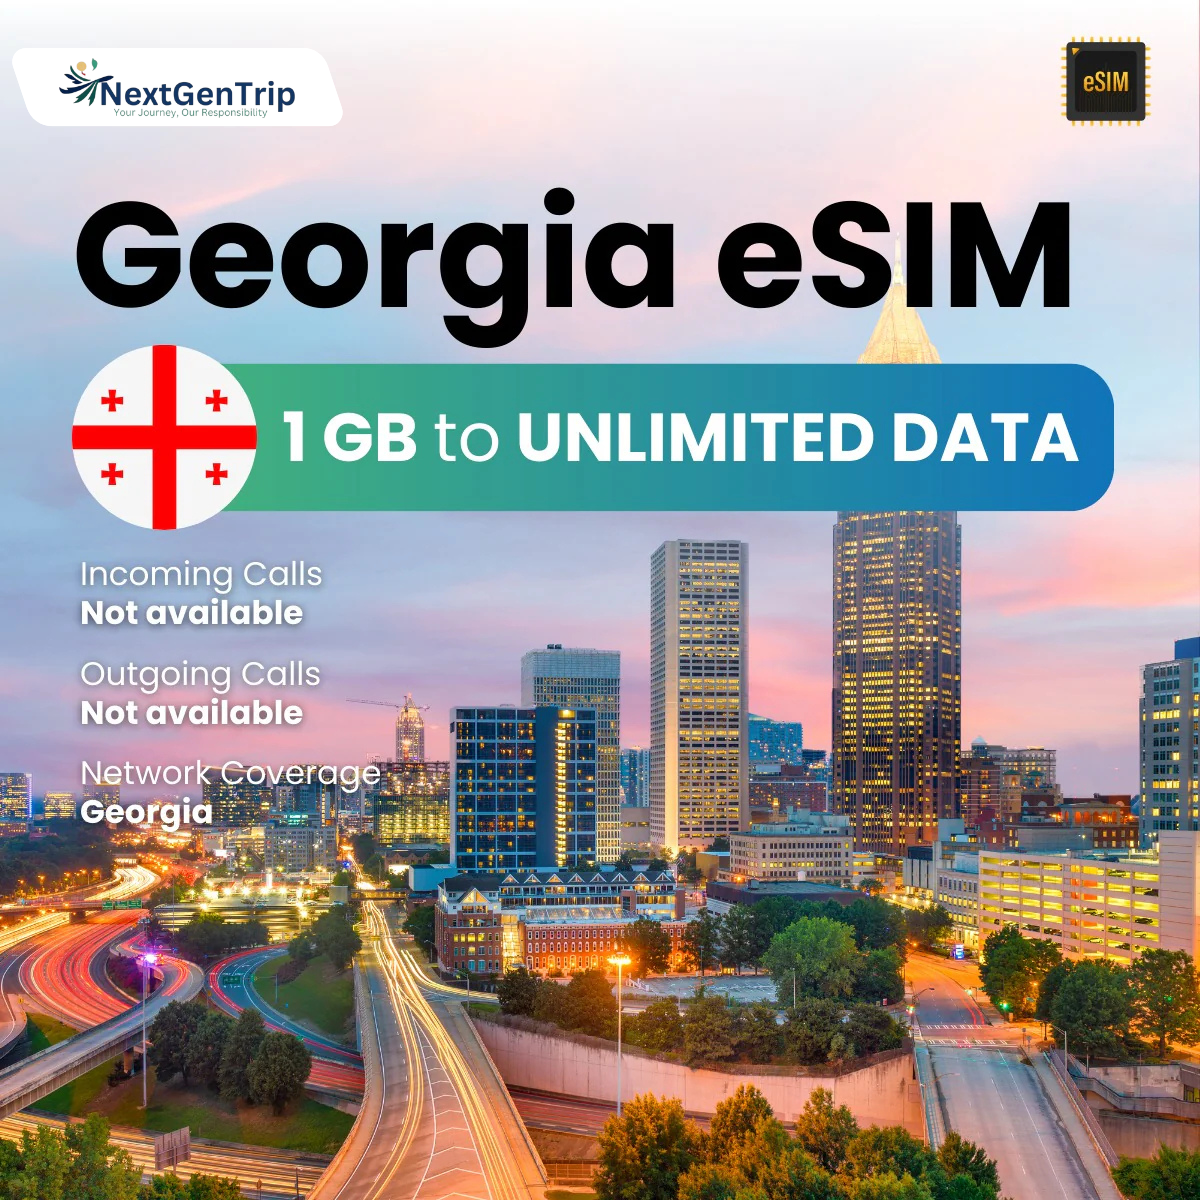 NextGenTrip
Your Journey, Our Responsibility
eSIM
Georgia eSIM
1 GB to UNLIMITED DATA
Incoming Calls
Not available
Outgoing Calls
Not available
Network Coverage
Georgia